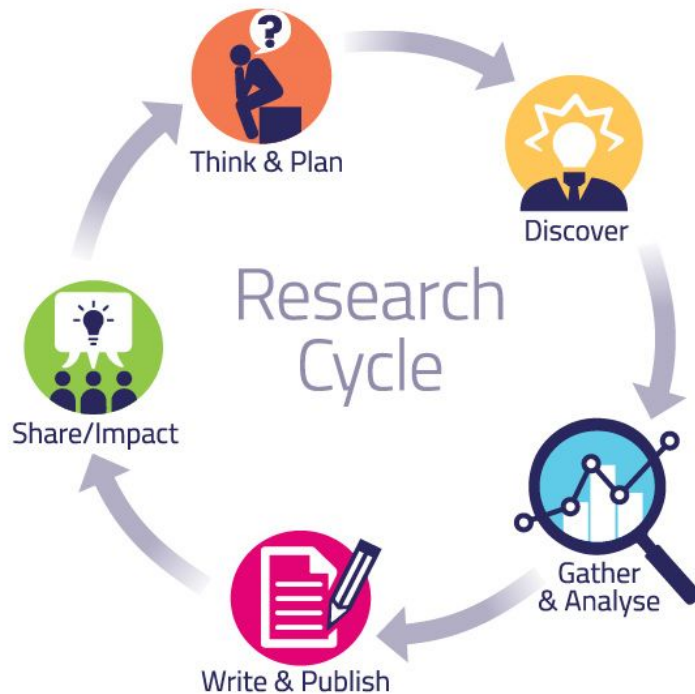 ?
Think & Plan
Discover
Research
Cycle
Share/Impact
Gather
& Analyse
Write & Publish